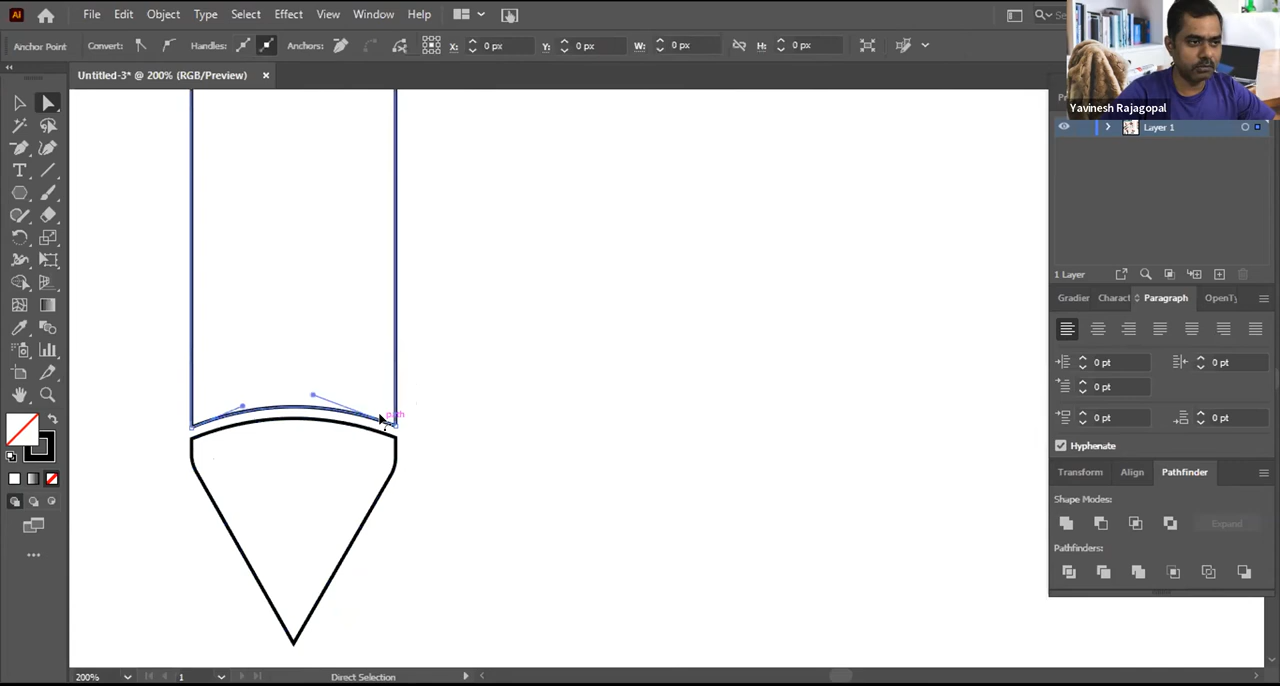 Ai File Edit Object Type Select Effect View Window Help
Yavinesh Rajagopal
Anchor Point Convert: Handles: Anchors: X: 0 px Y: 0 px W: 0 px H: 0 px
Untitled-3* @ 200% (RGB/Preview) ×
Layer 1
1 Layer
Gradier Charact Paragraph OpenTy
0 pt 0 pt
0 pt
0 pt 0 pt
path
Hyphenate
Transform Align Pathfinder
Shape Modes:
Expand
Pathfinders:
200% 1 Direct Selection